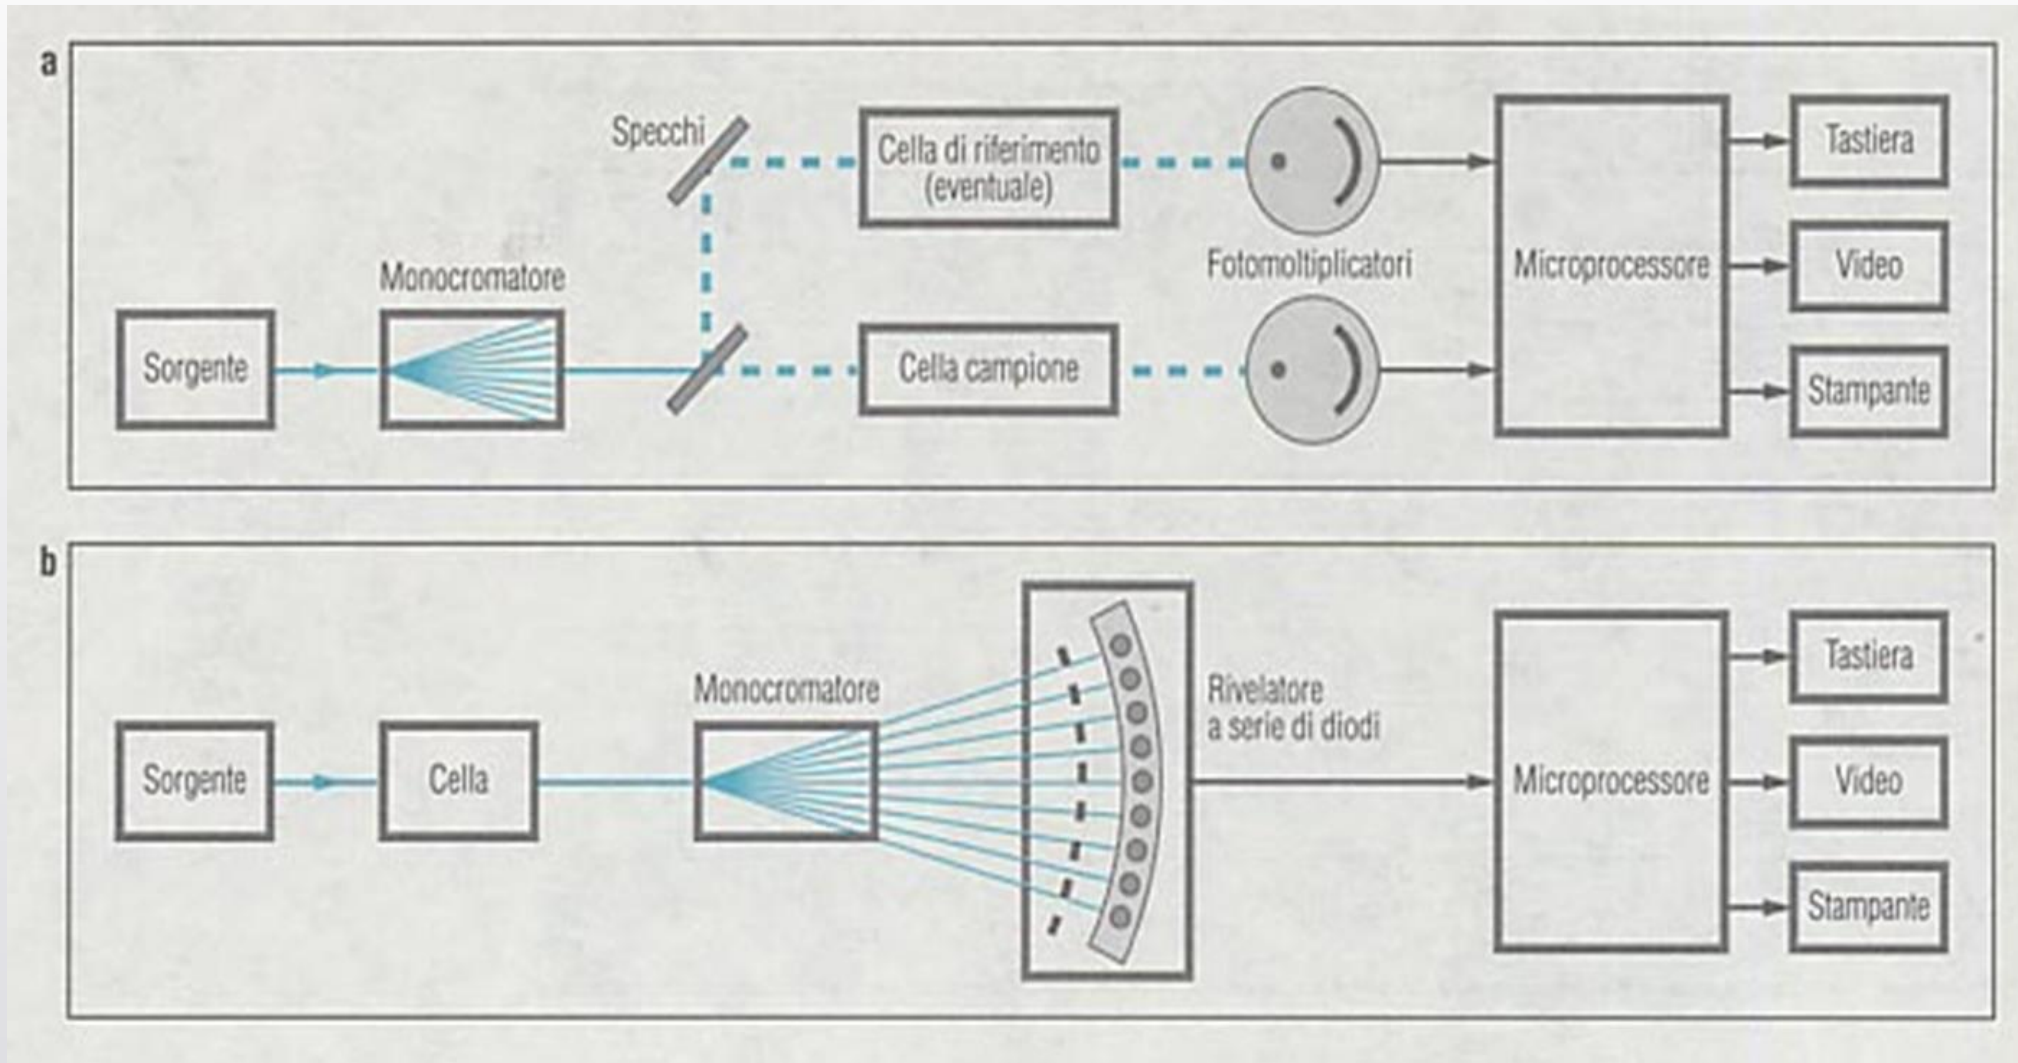 a
Specchi
Cella di riferimento
(eventuale)
Tastiera
Monocromatore
Fotomoltiplicatori
Microprocessore
Video
Sorgente
Cella campione
Stampante
b
Tastiera
Monocromatore
Rivelatore
a serie di diodi
Sorgente
Cella
Microprocessore
Video
Stampante